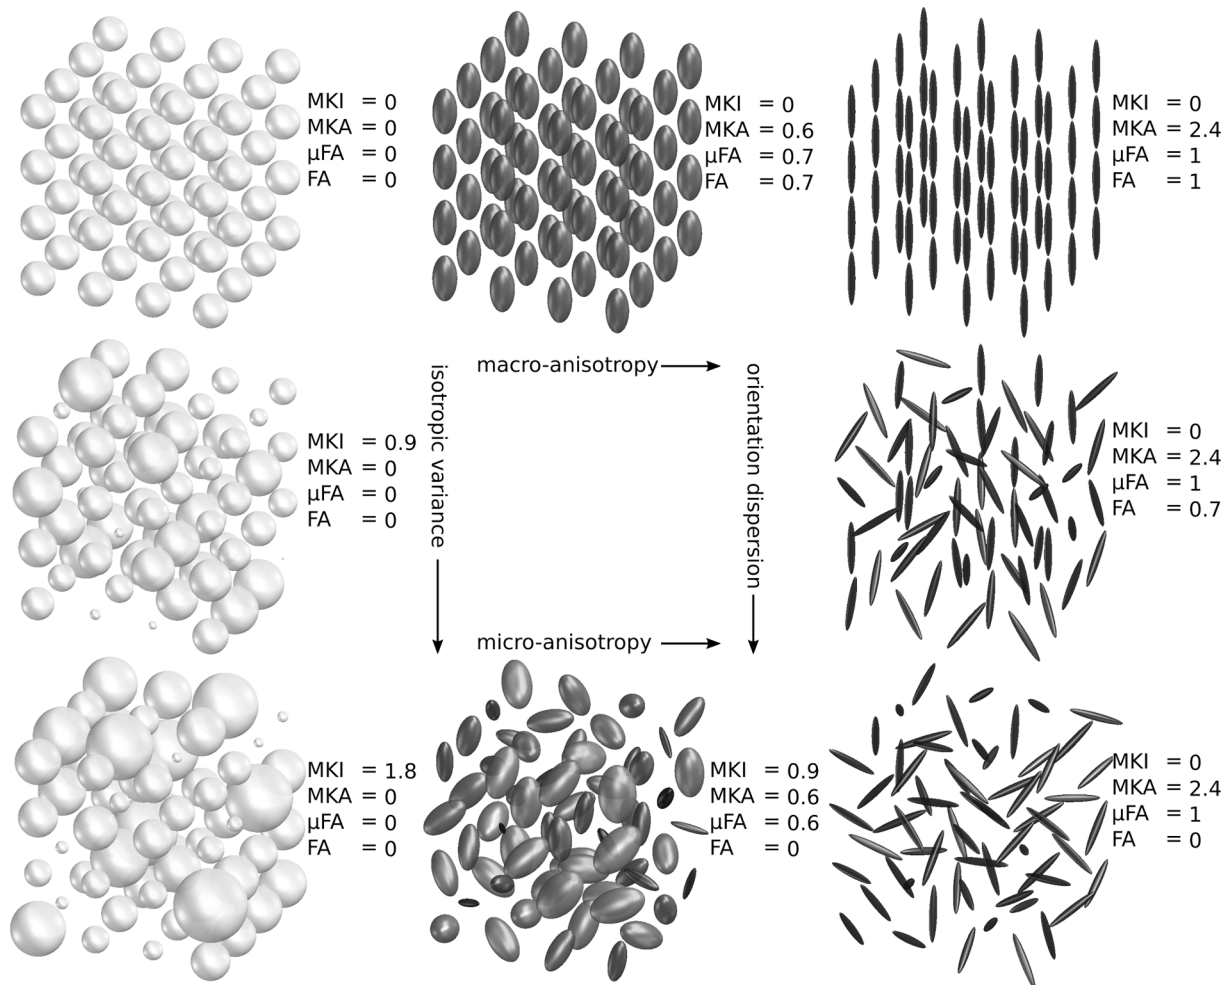 MKI = 0
MKA = 0
μFA = 0
FA = 0
MKI = 0
MKA = 0.6
μFA = 0.7
FA = 0.7
MKI = 0
MKA = 2.4
μFA = 1
FA = 1
macro-anisotropy
isotropic variance
orientation dispersion
MKI = 0.9
MKA = 0
μFA = 0
FA = 0
MKI = 0
MKA = 2.4
μFA = 1
FA = 0.7
micro-anisotropy
MKI = 1.8
MKA = 0
μFA = 0
FA = 0
MKI = 0.9
MKA = 0.6
μFA = 0.6
FA = 0
MKI = 0
MKA = 2.4
μFA = 1
FA = 0